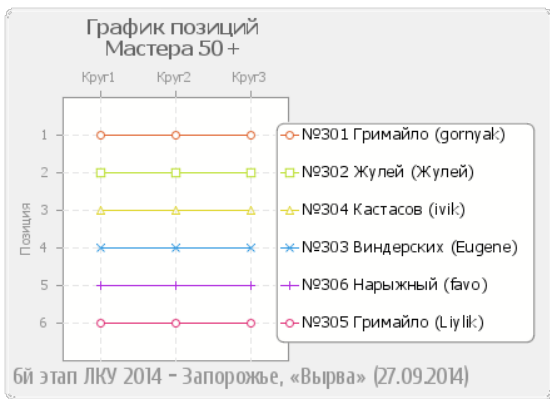 График позиций
Мастера 50+
Круг1 Круг2 Круг3
Позиция
1 №301 Гримайло (gornyak)
2 №302 Жулей (Жулей)
3 №304 Кастасов (ivik)
4 №303 Виндерских (Eugene)
5 №306 Нарыжный (favo)
6 №305 Гримайло (Liylik)
6й этап ЛКУ 2014 - Запорожье, «Вырва» (27.09.2014)